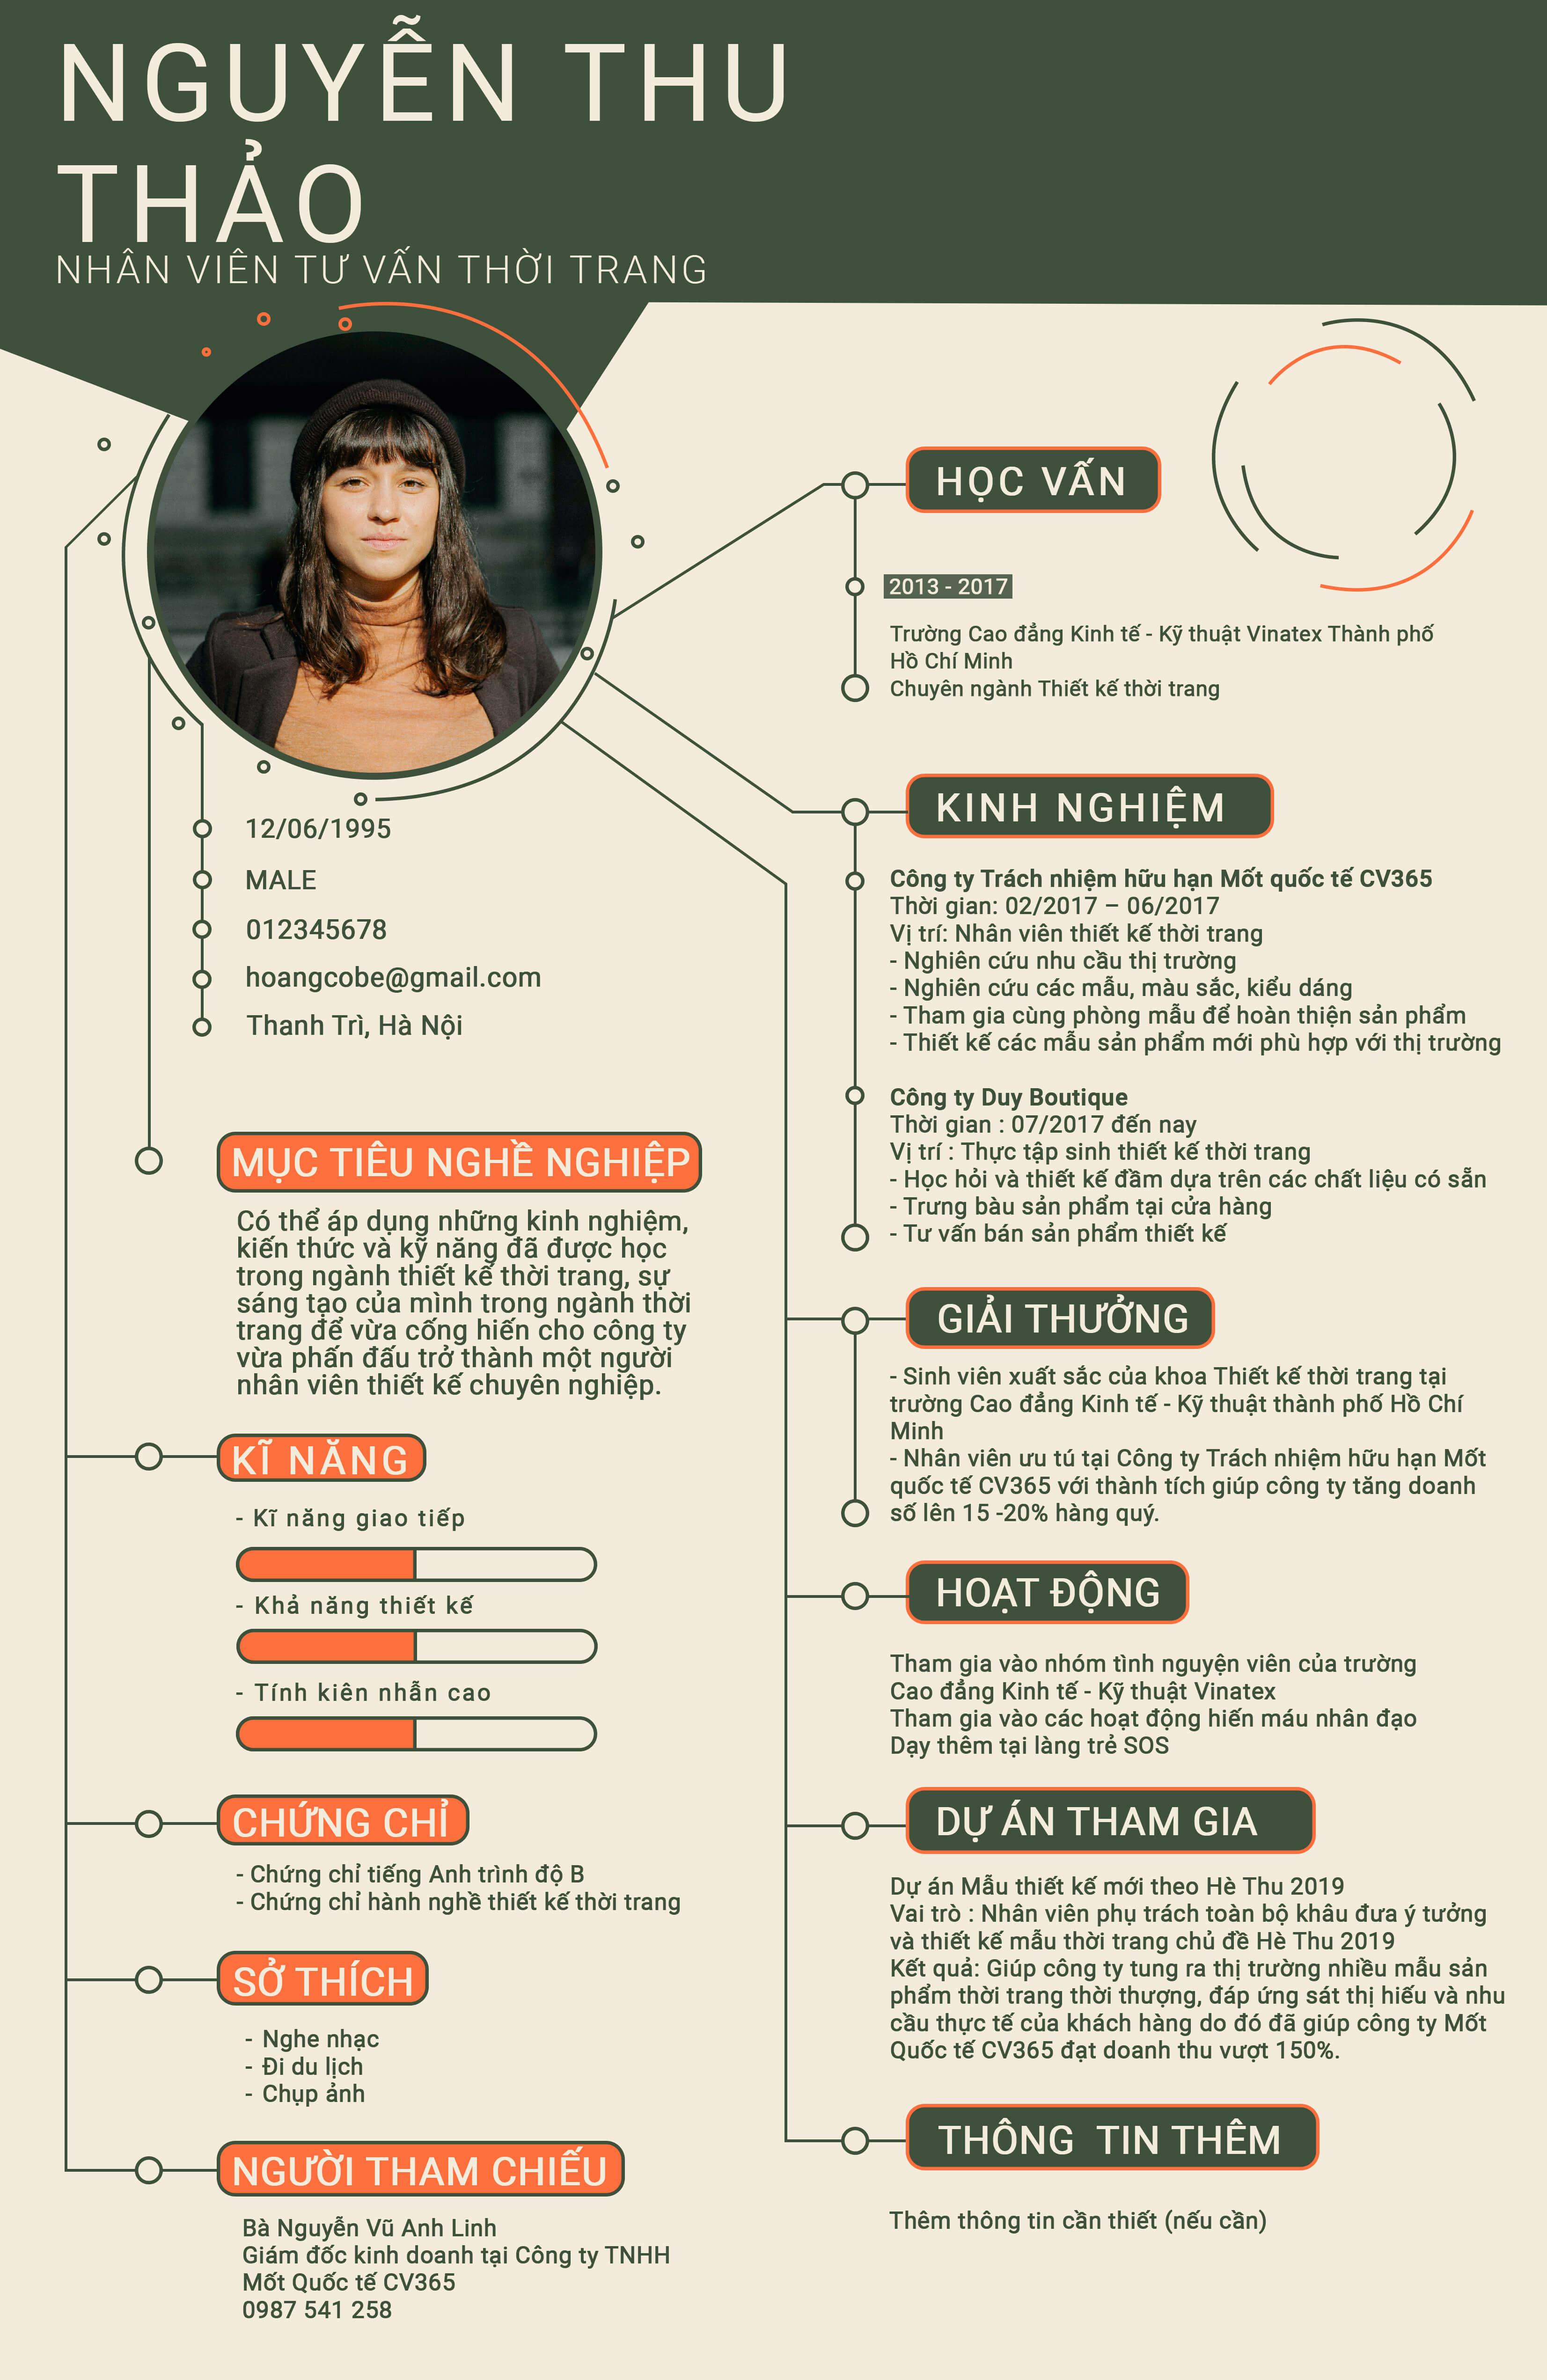 NGUYỄN THU
THẢO
NHÂN VIÊN TƯ VẤN THỜI TRANG
12/06/1995
MALE
012345678
hoangcobe@gmail.com
Thanh Trì, Hà Nội
MỤC TIÊU NGHỀ NGHIỆP
Có thể áp dụng những kinh nghiệm,
kiến thức và kỹ năng đã được học
trong ngành thiết kế thời trang, sự
sáng tạo của mình trong ngành thời
trang để vừa cống hiến cho công ty
vừa phấn đấu trở thành một người
nhân viên thiết kế chuyên nghiệp.
KĨ NĂNG
- Kĩ năng giao tiếp
- Khả năng thiết kế
- Tính kiên nhẫn cao
CHỨNG CHỈ
- Chứng chỉ tiếng Anh trình độ B
- Chứng chỉ hành nghề thiết kế thời trang
SỞ THÍCH
- Nghe nhạc
- Đi du lịch
- Chụp ảnh
NGƯỜI THAM CHIẾU
Bà Nguyễn Vũ Anh Linh
Giám đốc kinh doanh tại Công ty TNHH
Mốt Quốc tế CV365
0987 541 258
HỌC VẤN
2013 - 2017
Trường Cao đẳng Kinh tế - Kỹ thuật Vinatex Thành phố
Hồ Chí Minh
Chuyên ngành Thiết kế thời trang
KINH NGHIỆM
Công ty Trách nhiệm hữu hạn Mốt quốc tế CV365
Thời gian: 02/2017 – 06/2017
Vị trí: Nhân viên thiết kế thời trang
- Nghiên cứu nhu cầu thị trường
- Nghiên cứu các mẫu, màu sắc, kiểu dáng
- Tham gia cùng phòng mẫu để hoàn thiện sản phẩm
- Thiết kế các mẫu sản phẩm mới phù hợp với thị trường
Công ty Duy Boutique
Thời gian : 07/2017 đến nay
Vị trí : Thực tập sinh thiết kế thời trang
- Học hỏi và thiết kế đầm dựa trên các chất liệu có sẵn
- Trưng bàu sản phẩm tại cửa hàng
- Tư vấn bán sản phẩm thiết kế
GIẢI THƯỞNG
- Sinh viên xuất sắc của khoa Thiết kế thời trang tại
trường Cao đẳng Kinh tế - Kỹ thuật thành phố Hồ Chí
Minh
- Nhân viên ưu tú tại Công ty Trách nhiệm hữu hạn Mốt
quốc tế CV365 với thành tích giúp công ty tăng doanh
số lên 15 -20% hàng quý.
HOẠT ĐỘNG
Tham gia vào nhóm tình nguyện viên của trường
Cao đẳng Kinh tế - Kỹ thuật Vinatex
Tham gia vào các hoạt động hiến máu nhân đạo
Dạy thêm tại làng trẻ SOS
DỰ ÁN THAM GIA
Dự án Mẫu thiết kế mới theo Hè Thu 2019
Vai trò : Nhân viên phụ trách toàn bộ khâu đưa ý tưởng
và thiết kế mẫu thời trang chủ đề Hè Thu 2019
Kết quả: Giúp công ty tung ra thị trường nhiều mẫu sản
phẩm thời trang thời thượng, đáp ứng sát thị hiếu và nhu
cầu thực tế của khách hàng do đó đã giúp công ty Mốt
Quốc tế CV365 đạt doanh thu vượt 150%.
THÔNG TIN THÊM
Thêm thông tin cần thiết (nếu cần)